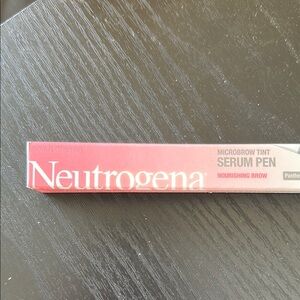 Neutrogena
MICROBROW TINT
SERUM PEN
NOURISHING BROW